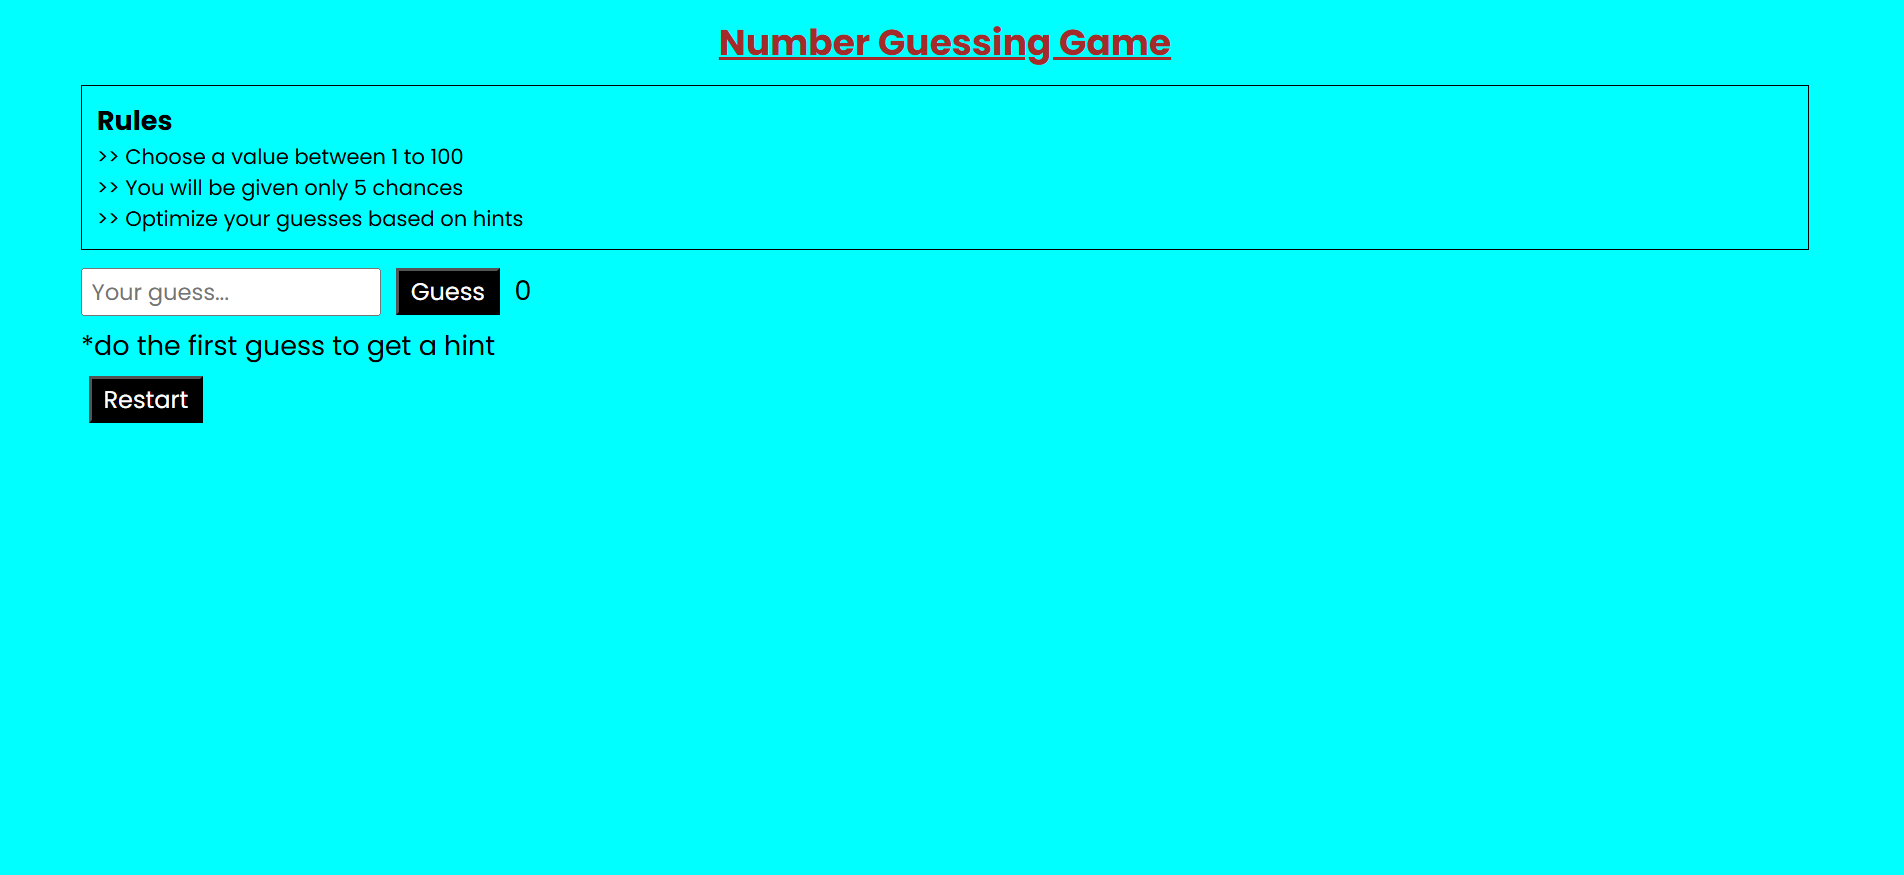 Number Guessing Game
Rules
>> Choose a value between 1 to 100
>> You will be given only 5 chances
>> Optimize your guesses based on hints
Your guess... Guess 0
*do the first guess to get a hint
Restart